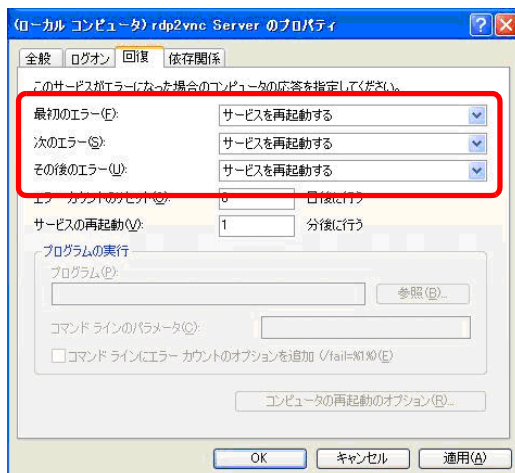 (ローカル コンピュータ) rdp2vnc Server のプロパティ
全般 ログオン 回復 依存関係
このサービスがエラーになった場合のコンピュータの応答を指定してください。
最初のエラー(F): サービスを再起動する
次のエラー(S): サービスを再起動する
その後のエラー(U): サービスを再起動する
エラー カウントのリセット(O): 0 日後に行う
サービスの再起動(V): 1 分後に行う
プログラムの実行
プログラム(P):
参照(B)...
コマンド ラインのパラメータ(C):
コマンド ラインにエラー カウントのオプションを追加 (/fail=%1%)(E)
コンピュータの再起動のオプション(R)...
OK キャンセル 適用(A)